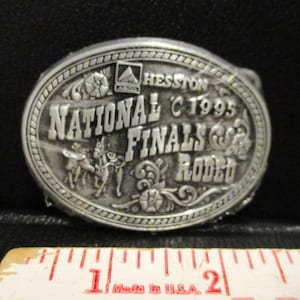 HESSTON
NATIONAL © 1995
FINALS
RODEO
1 2
MADE IN U.S.A.